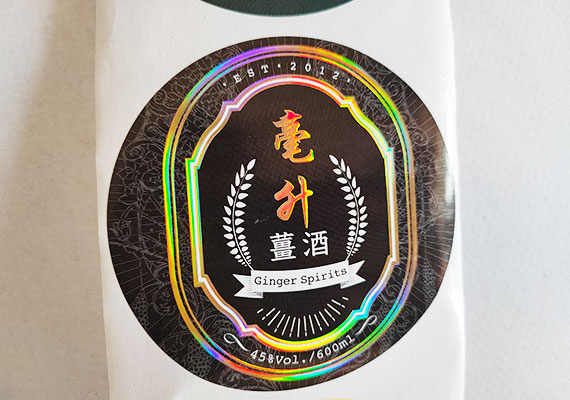 ·EST·2012·
毫
升
薑酒
Ginger Spirits
45%Vol./600ml